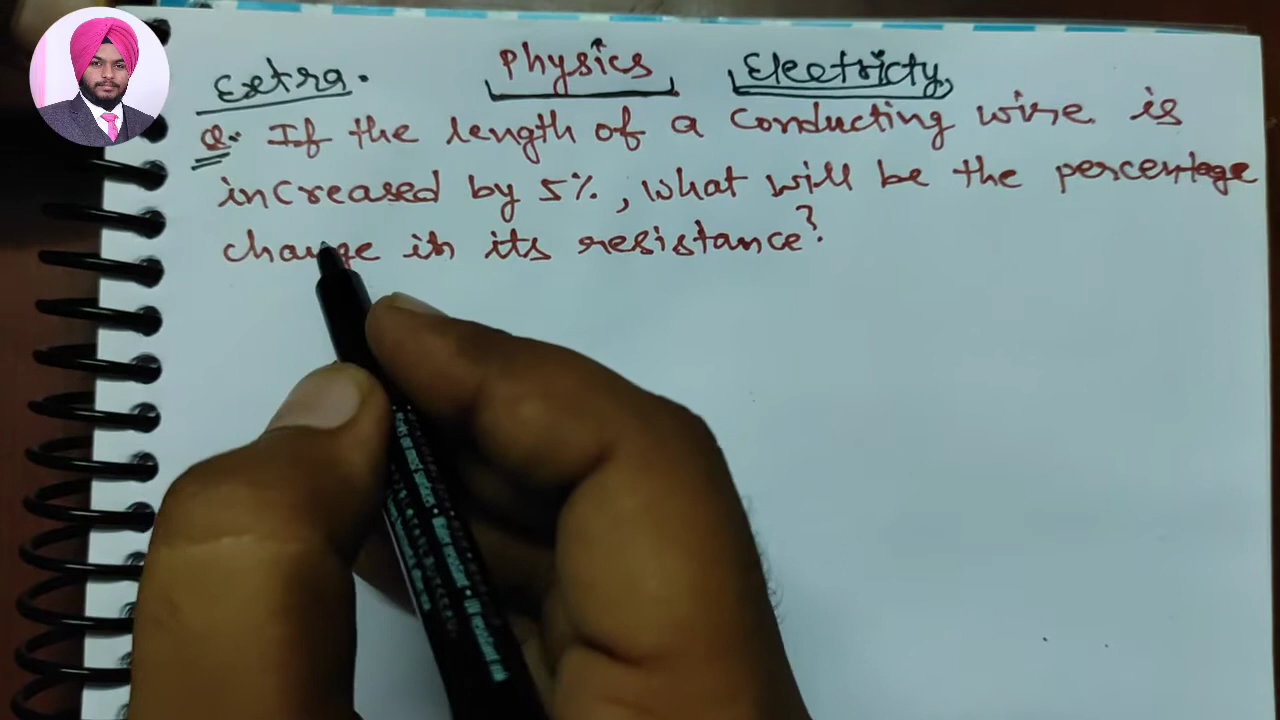 Extra.
Physics Electricty
Q. If the length of a conducting wire is
increased by 5%, what will be the percentage
change in its resistance?